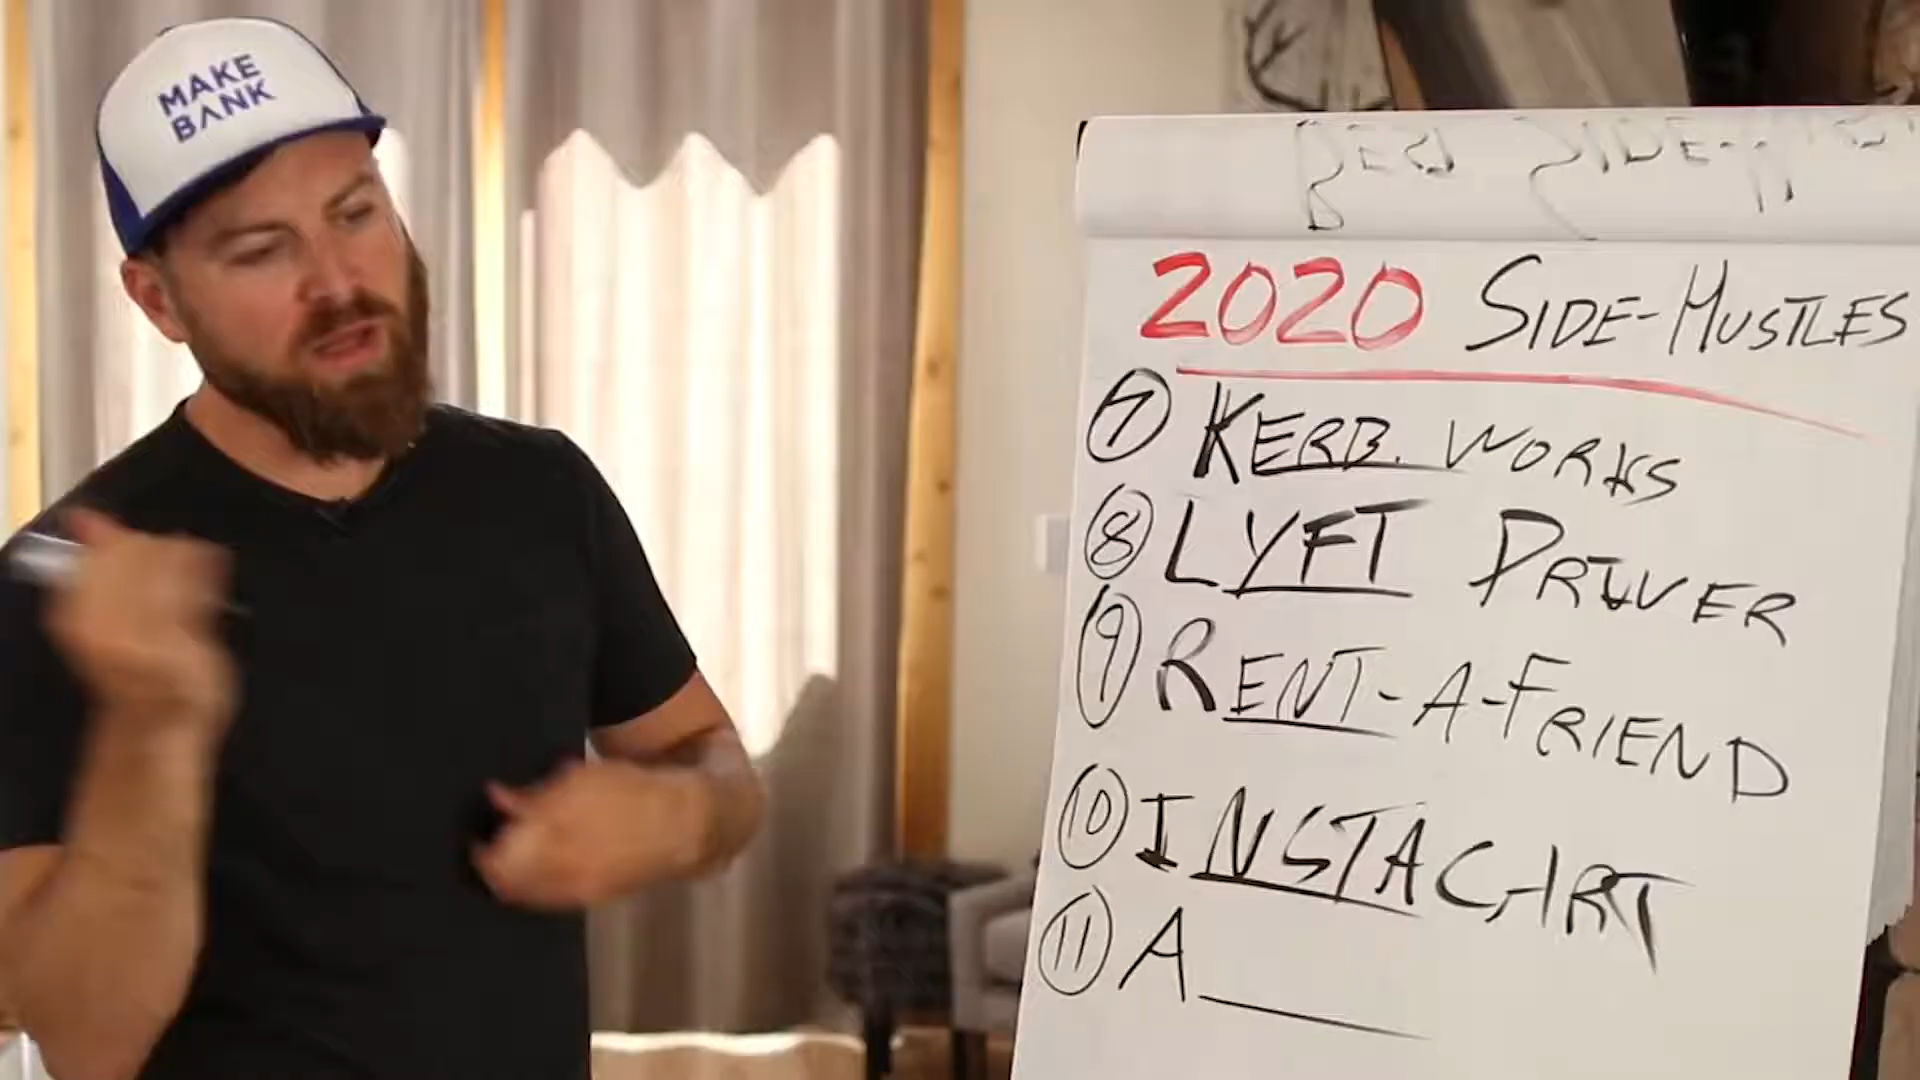 MAKE
BANK
2020 SIDE-HUSTLES
7 KERB. WORKS
8 LYFT DRIVER
9 RENT-A-FRIEND
10 INSTACART
11 A